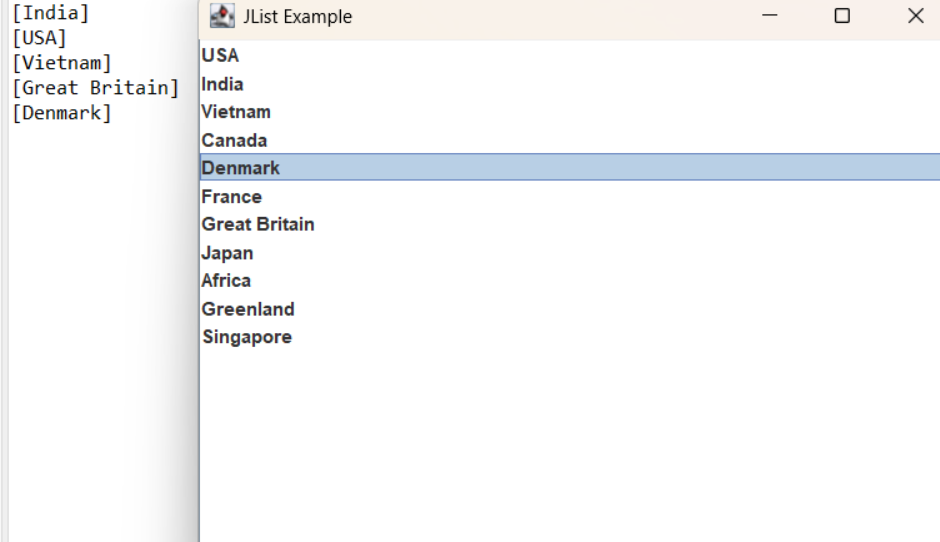 [India]
[USA]
[Vietnam]
[Great Britain]
[Denmark]
JList Example
USA
India
Vietnam
Canada
Denmark
France
Great Britain
Japan
Africa
Greenland
Singapore